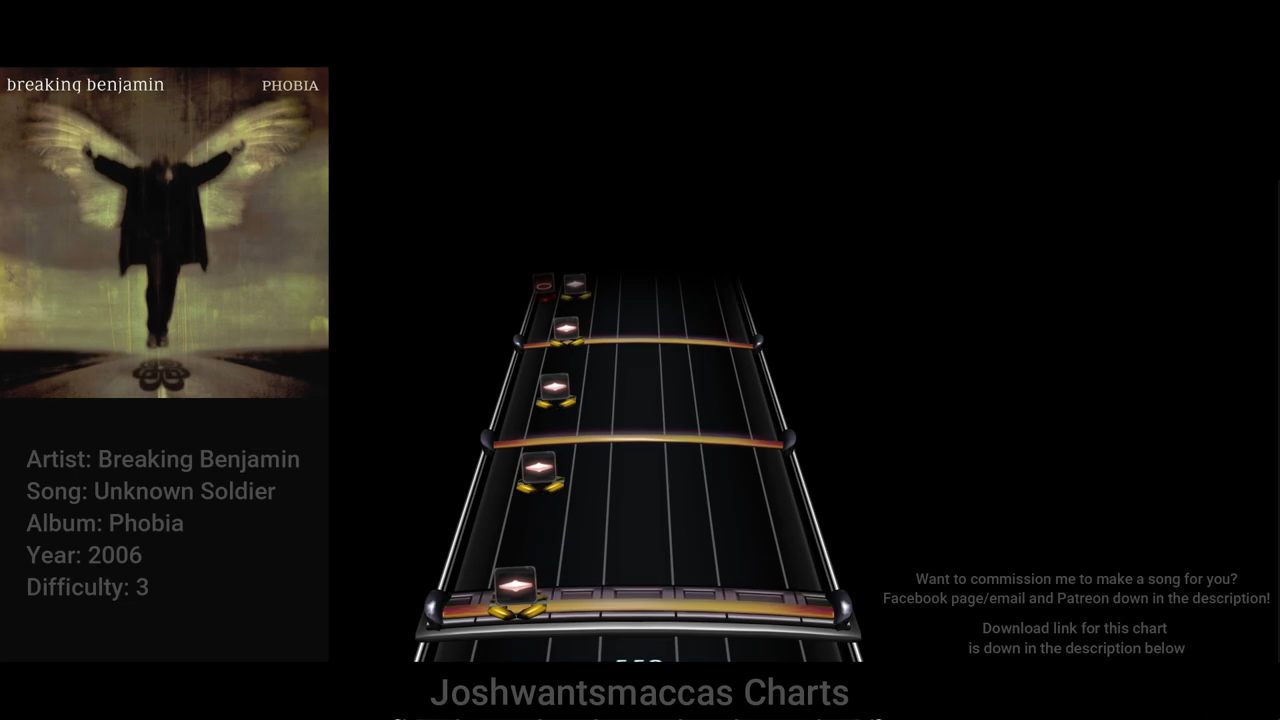 breaking benjamin PHOBIA
Artist: Breaking Benjamin
Song: Unknown Soldier
Album: Phobia
Year: 2006
Difficulty: 3
Want to commission me to make a song for you?
Facebook page/email and Patreon down in the description!
Download link for this chart
is down in the description below
Joshwantsmaccas Charts